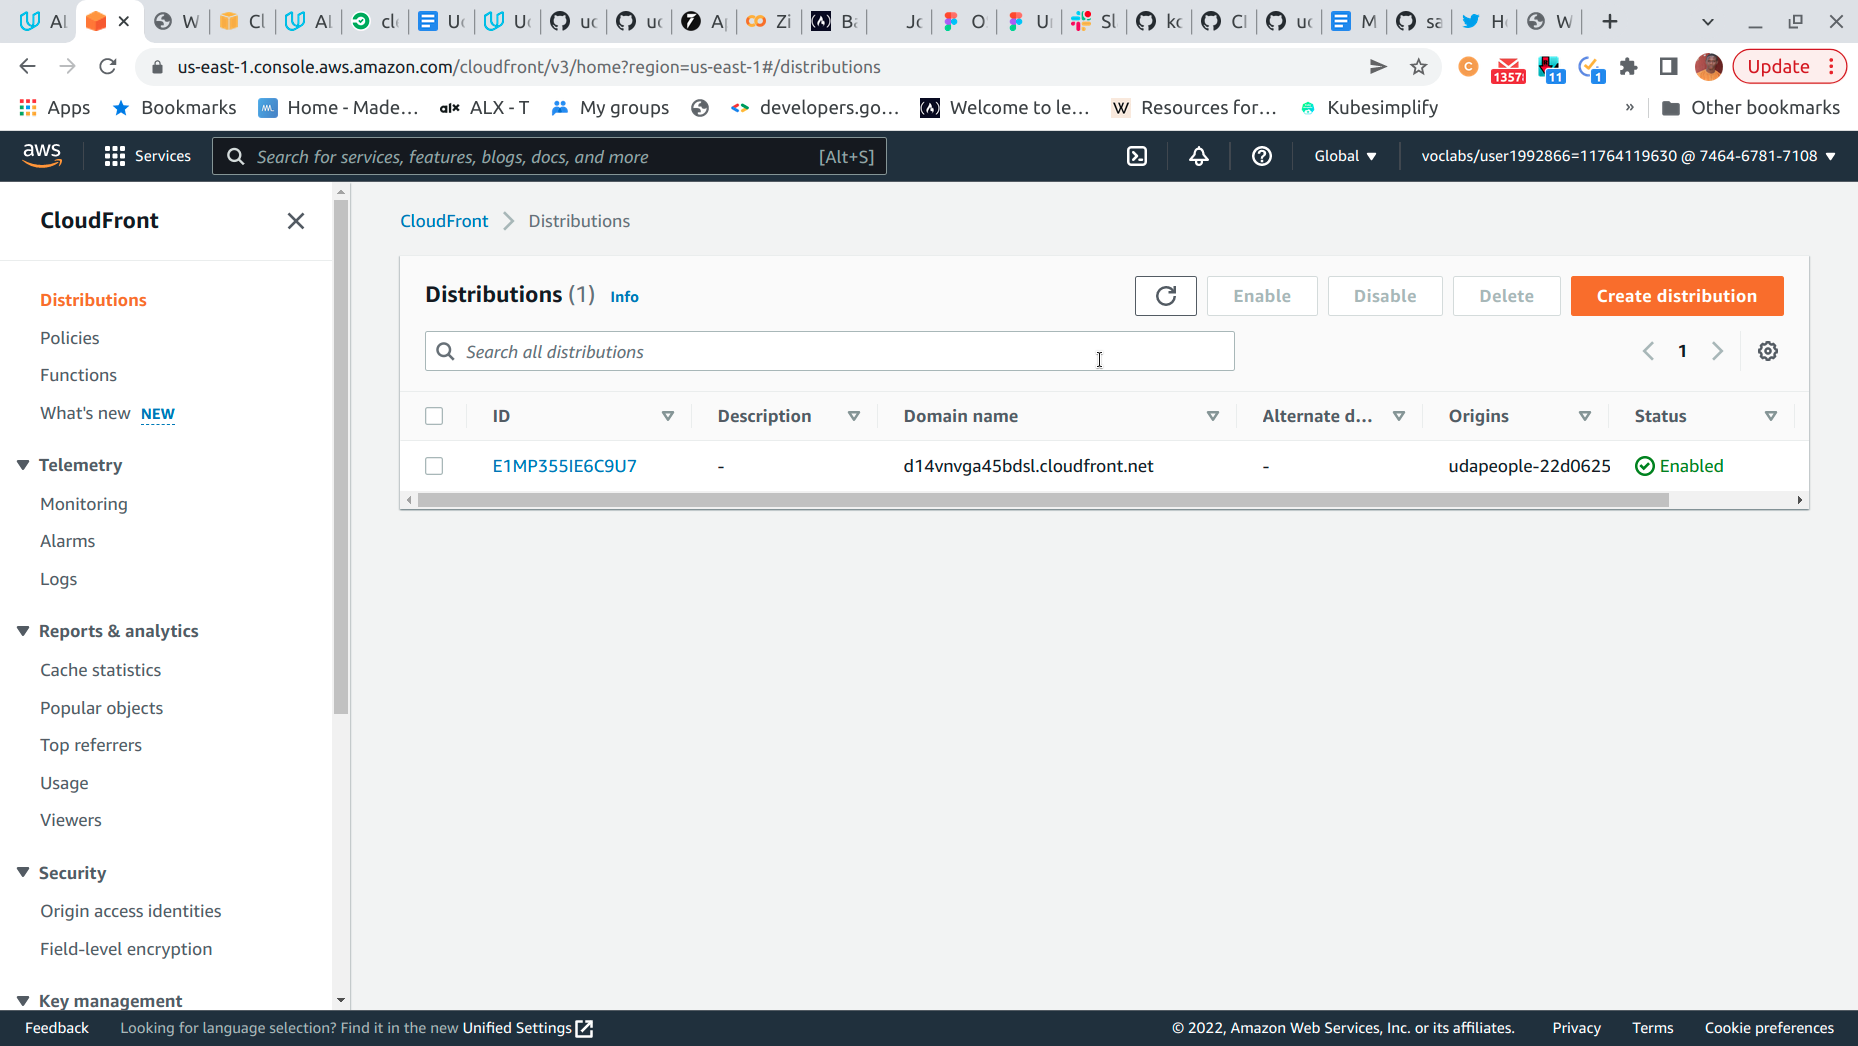 AL W Cl AL cl Uc Uc uc uc A Zi Ba Jc O Ur Sl kc Cl uc M sa H W
us-east-1.console.aws.amazon.com/cloudfront/v3/home?region=us-east-1#/distributions 11 1 Update
Apps Bookmarks Home - Made... alx ALX - T My groups developers.go... Welcome to le... W Resources for... Kubesimplify » Other bookmarks
aws Services Search for services, features, blogs, docs, and more [Alt+S] Global voclabs/user1992866=11764119630 @ 7464-6781-7108
CloudFront
Distributions
Policies
Functions
What's new NEW
Telemetry
Monitoring
Alarms
Logs
Reports & analytics
Cache statistics
Popular objects
Top referrers
Usage
Viewers
Security
Origin access identities
Field-level encryption
Key management
CloudFront Distributions
Distributions (1) Info Enable Disable Delete Create distribution
Search all distributions 1
ID Description Domain name Alternate d... Origins Status
E1MP355IE6C9U7 - d14vnvga45bdsl.cloudfront.net - udapeople-22d0625 Enabled
Feedback Looking for language selection? Find it in the new Unified Settings © 2022, Amazon Web Services, Inc. or its affiliates. Privacy Terms Cookie preferences